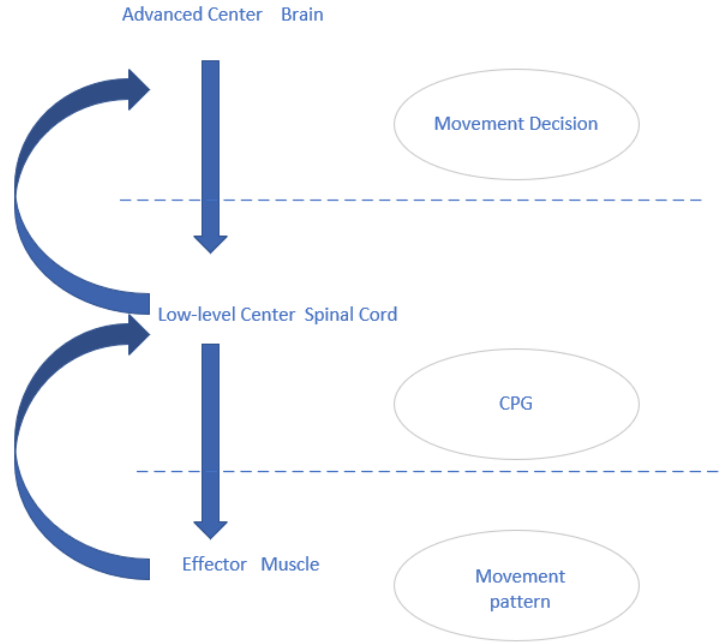 Advanced Center Brain
Movement Decision
Low-level Center Spinal Cord
CPG
Effector Muscle
Movement
pattern